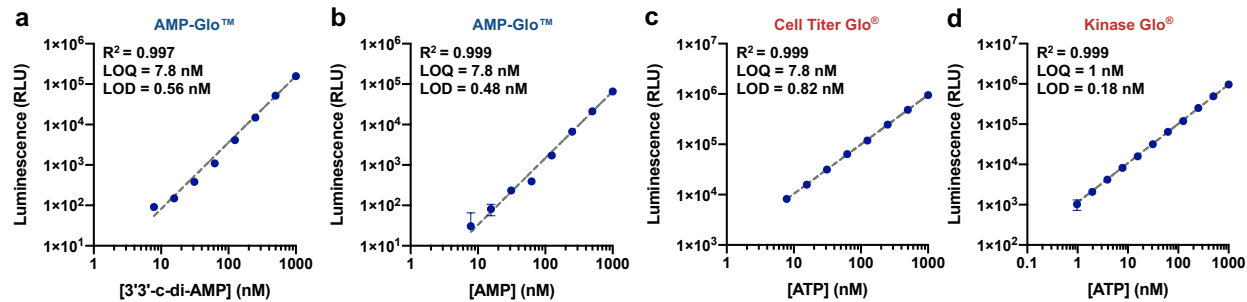 a
AMP-Glo™
R² = 0.997
LOQ = 7.8 nM
LOD = 0.56 nM
Luminescence (RLU)
1×10⁶
1×10⁵
1×10⁴
1×10³
1×10²
1×10¹
1 10 100 1000
[3'3'-c-di-AMP] (nM)
b
AMP-Glo™
R² = 0.999
LOQ = 7.8 nM
LOD = 0.48 nM
Luminescence (RLU)
1×10⁶
1×10⁵
1×10⁴
1×10³
1×10²
1×10¹
1 10 100 1000
[AMP] (nM)
c
Cell Titer Glo®
R² = 0.999
LOQ = 7.8 nM
LOD = 0.82 nM
Luminescence (RLU)
1×10⁷
1×10⁶
1×10⁵
1×10⁴
1×10³
1 10 100 1000
[ATP] (nM)
d
Kinase Glo®
R² = 0.999
LOQ = 1 nM
LOD = 0.18 nM
Luminescence (RLU)
1×10⁷
1×10⁶
1×10⁵
1×10⁴
1×10³
1×10²
0.1 1 10 100 1000
[ATP] (nM)